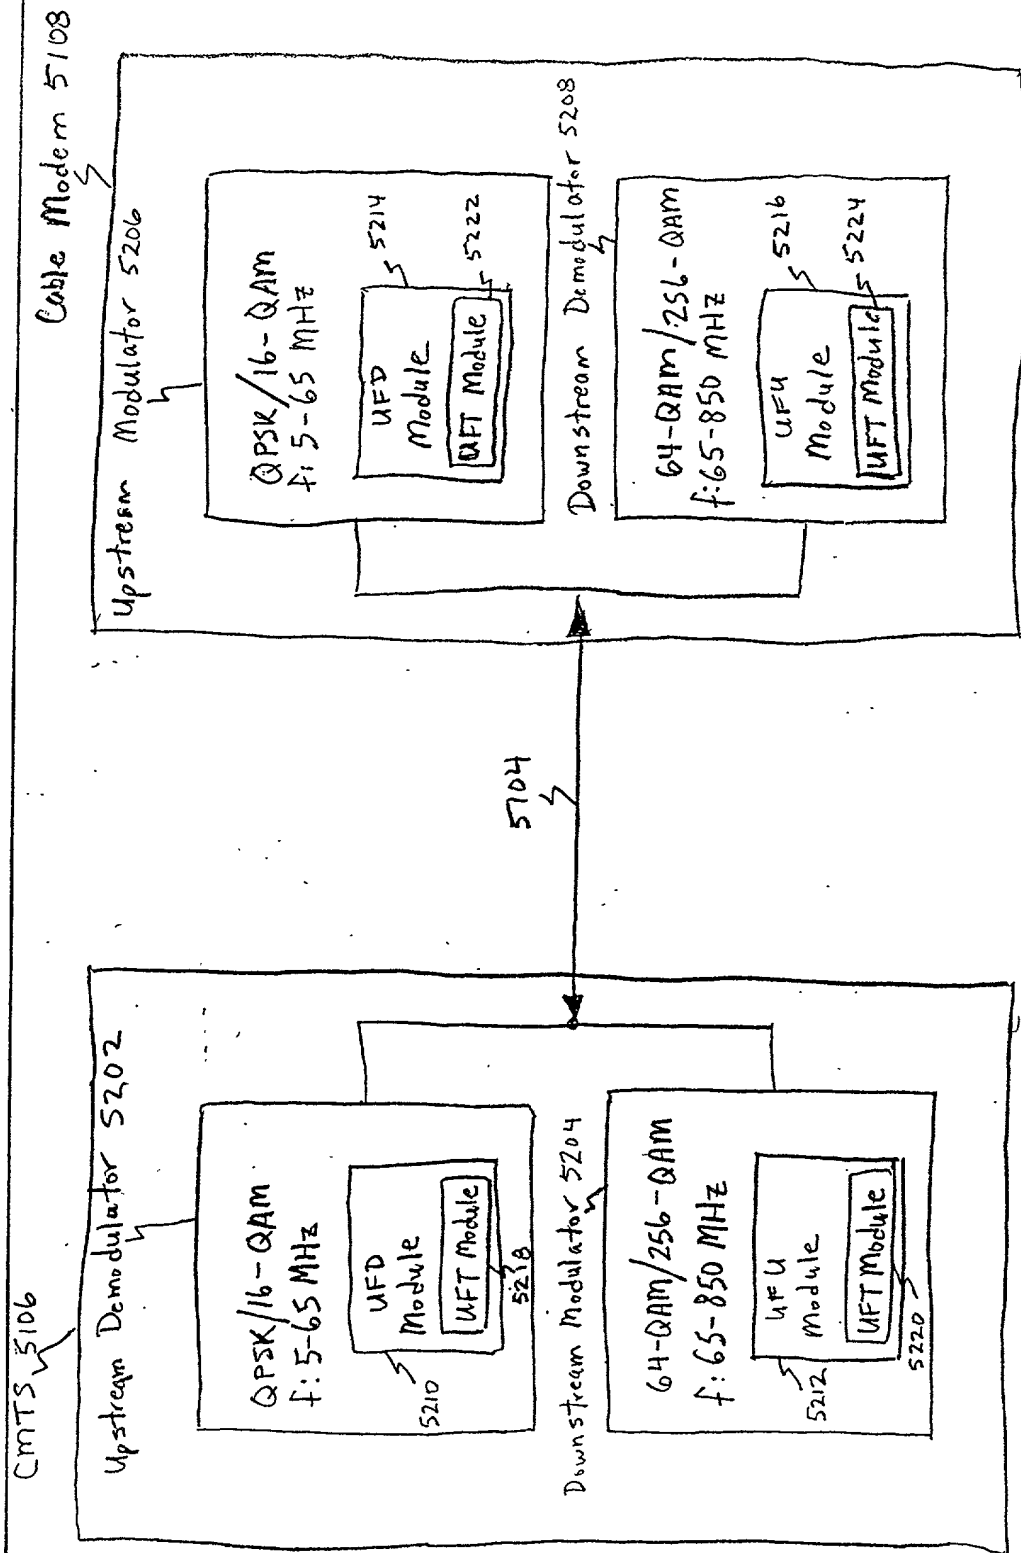 CMTS 5106
Upstream Demodulator 5202
QPSK/16-QAM
f: 5-65 MHz
UFD
Module
UFT Module
5210
5218
Downstream Modulator 5204
64-QAM/256-QAM
f: 65-850 MHz
UFU
Module
UFT Module
5212
5220
5104
Cable Modem 5108
Upstream Modulator 5206
QPSK/16-QAM
f: 5-65 MHz
UFD
Module
UFT Module
5214
5222
Downstream Demodulator 5208
64-QAM/256-QAM
f: 65-850 MHz
UFU
Module
UFT Module
5216
5224